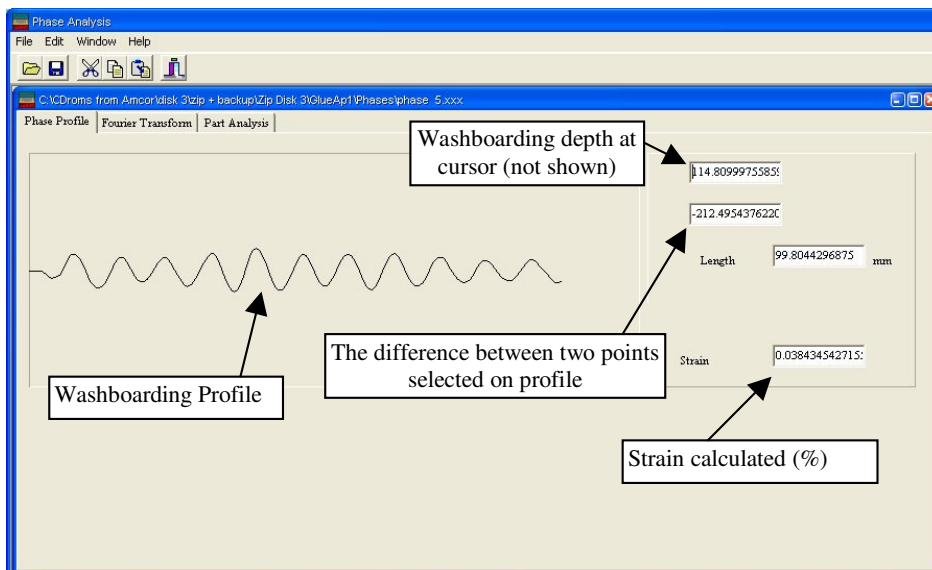 Phase Analysis
File Edit Window Help
C:\CDroms from Amcor\disk 3\zip + backup\Zip Disk 3\GlueAp1\Phases\phase 5.xxx
Phase Profile Fourier Transform Part Analysis
Washboarding depth at
cursor (not shown)
114.80999755859
-212.4954376220
Length 99.8044296875 mm
The difference between two points
selected on profile
Strain 0.038434542715
Washboarding Profile
Strain calculated (%)